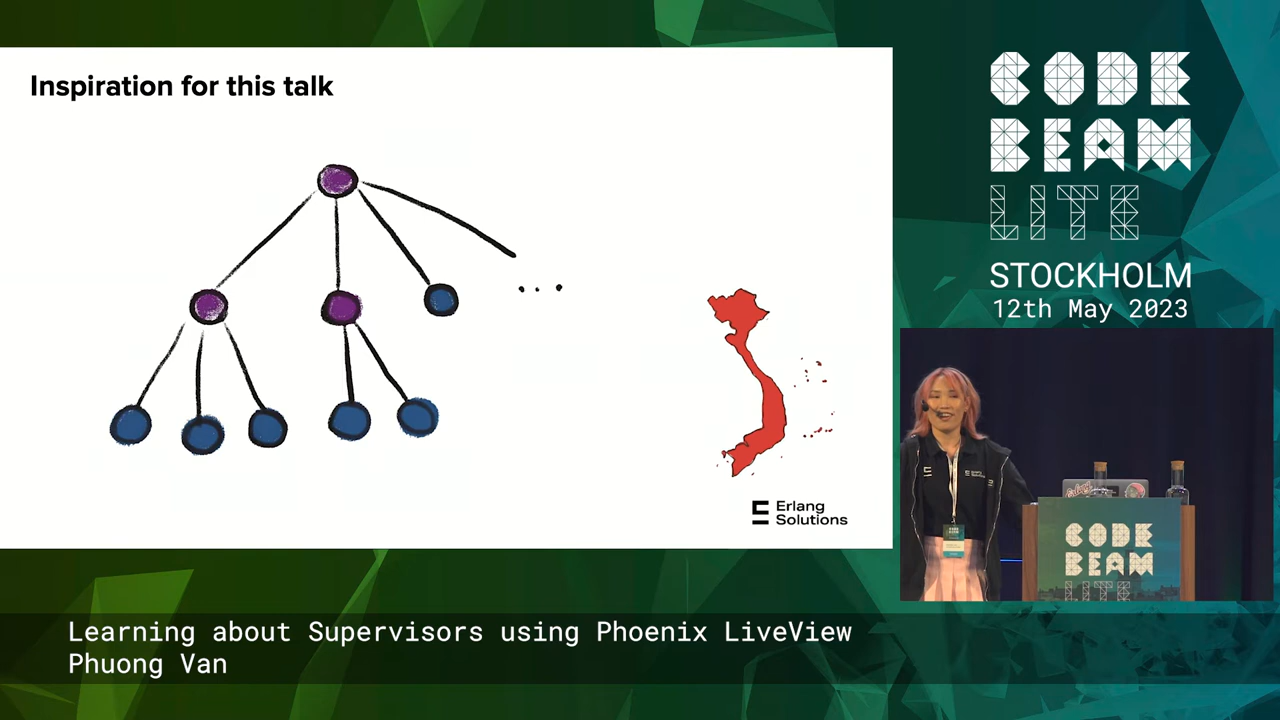 Inspiration for this talk
...
Erlang
Solutions
CODE
BEAM
LITE
STOCKHOLM
12th May 2023
CODE
BEAM
LITE
Learning about Supervisors using Phoenix LiveView
Phuong Van